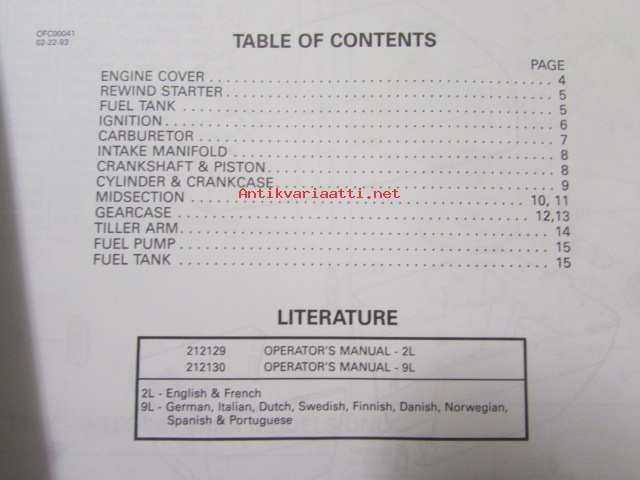 CFC00041
02-22-93
TABLE OF CONTENTS
PAGE
ENGINE COVER 4
REWIND STARTER 5
FUEL TANK 5
IGNITION 6
CARBURETOR 7
INTAKE MANIFOLD 8
CRANKSHAFT & PISTON 8
CYLINDER & CRANKCASE 9
Antikvariaatti.net
MIDSECTION 10, 11
GEARCASE 12,13
TILLER ARM 14
FUEL PUMP 15
FUEL TANK 15
LITERATURE
212129 OPERATOR'S MANUAL - 2L
212130 OPERATOR'S MANUAL - 9L
2L - English & French
9L - German, Italian, Dutch, Swedish, Finnish, Danish, Norwegian,
Spanish & Portuguese